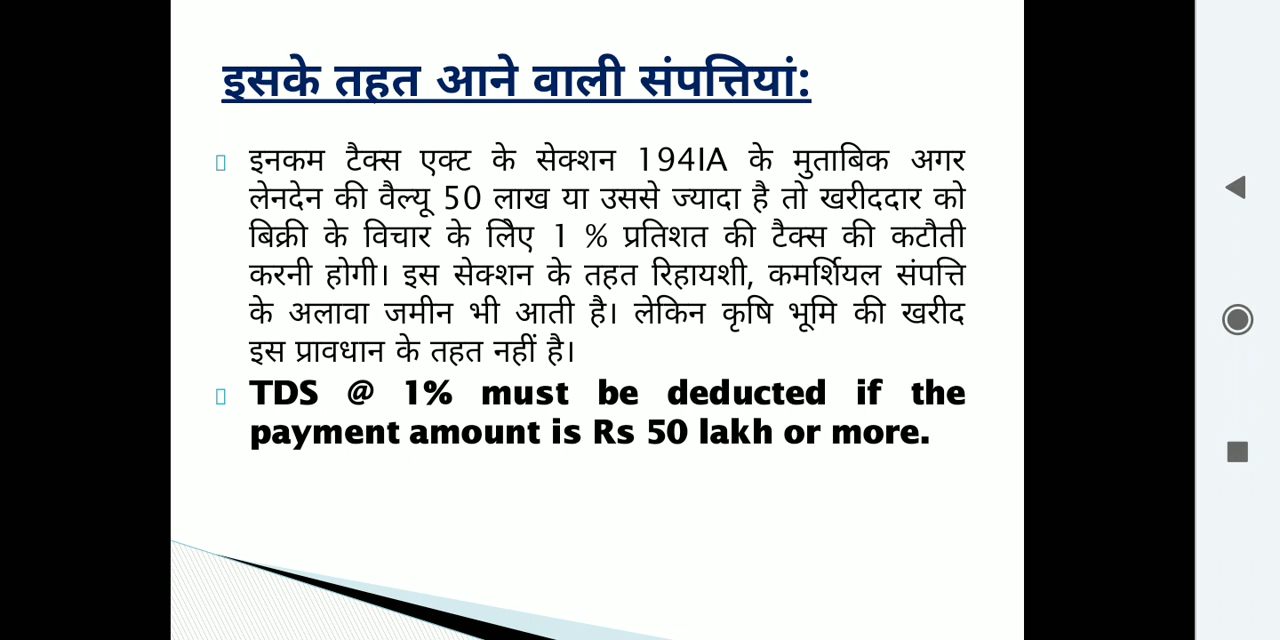 इसके तहत आने वाली संपत्तियां:
इनकम टैक्स एक्ट के सेक्शन 194IA के मुताबिक अगर
लेनदेन की वैल्यू 50 लाख या उससे ज्यादा है तो खरीददार को
बिक्री के विचार के लिेए 1 % प्रतिशत की टैक्स की कटौती
करनी होगी। इस सेक्शन के तहत रिहायशी, कमर्शियल संपत्ति
के अलावा जमीन भी आती है। लेकिन कृषि भूमि की खरीद
इस प्रावधान के तहत नहीं है।
TDS @ 1% must be deducted if the
payment amount is Rs 50 lakh or more.